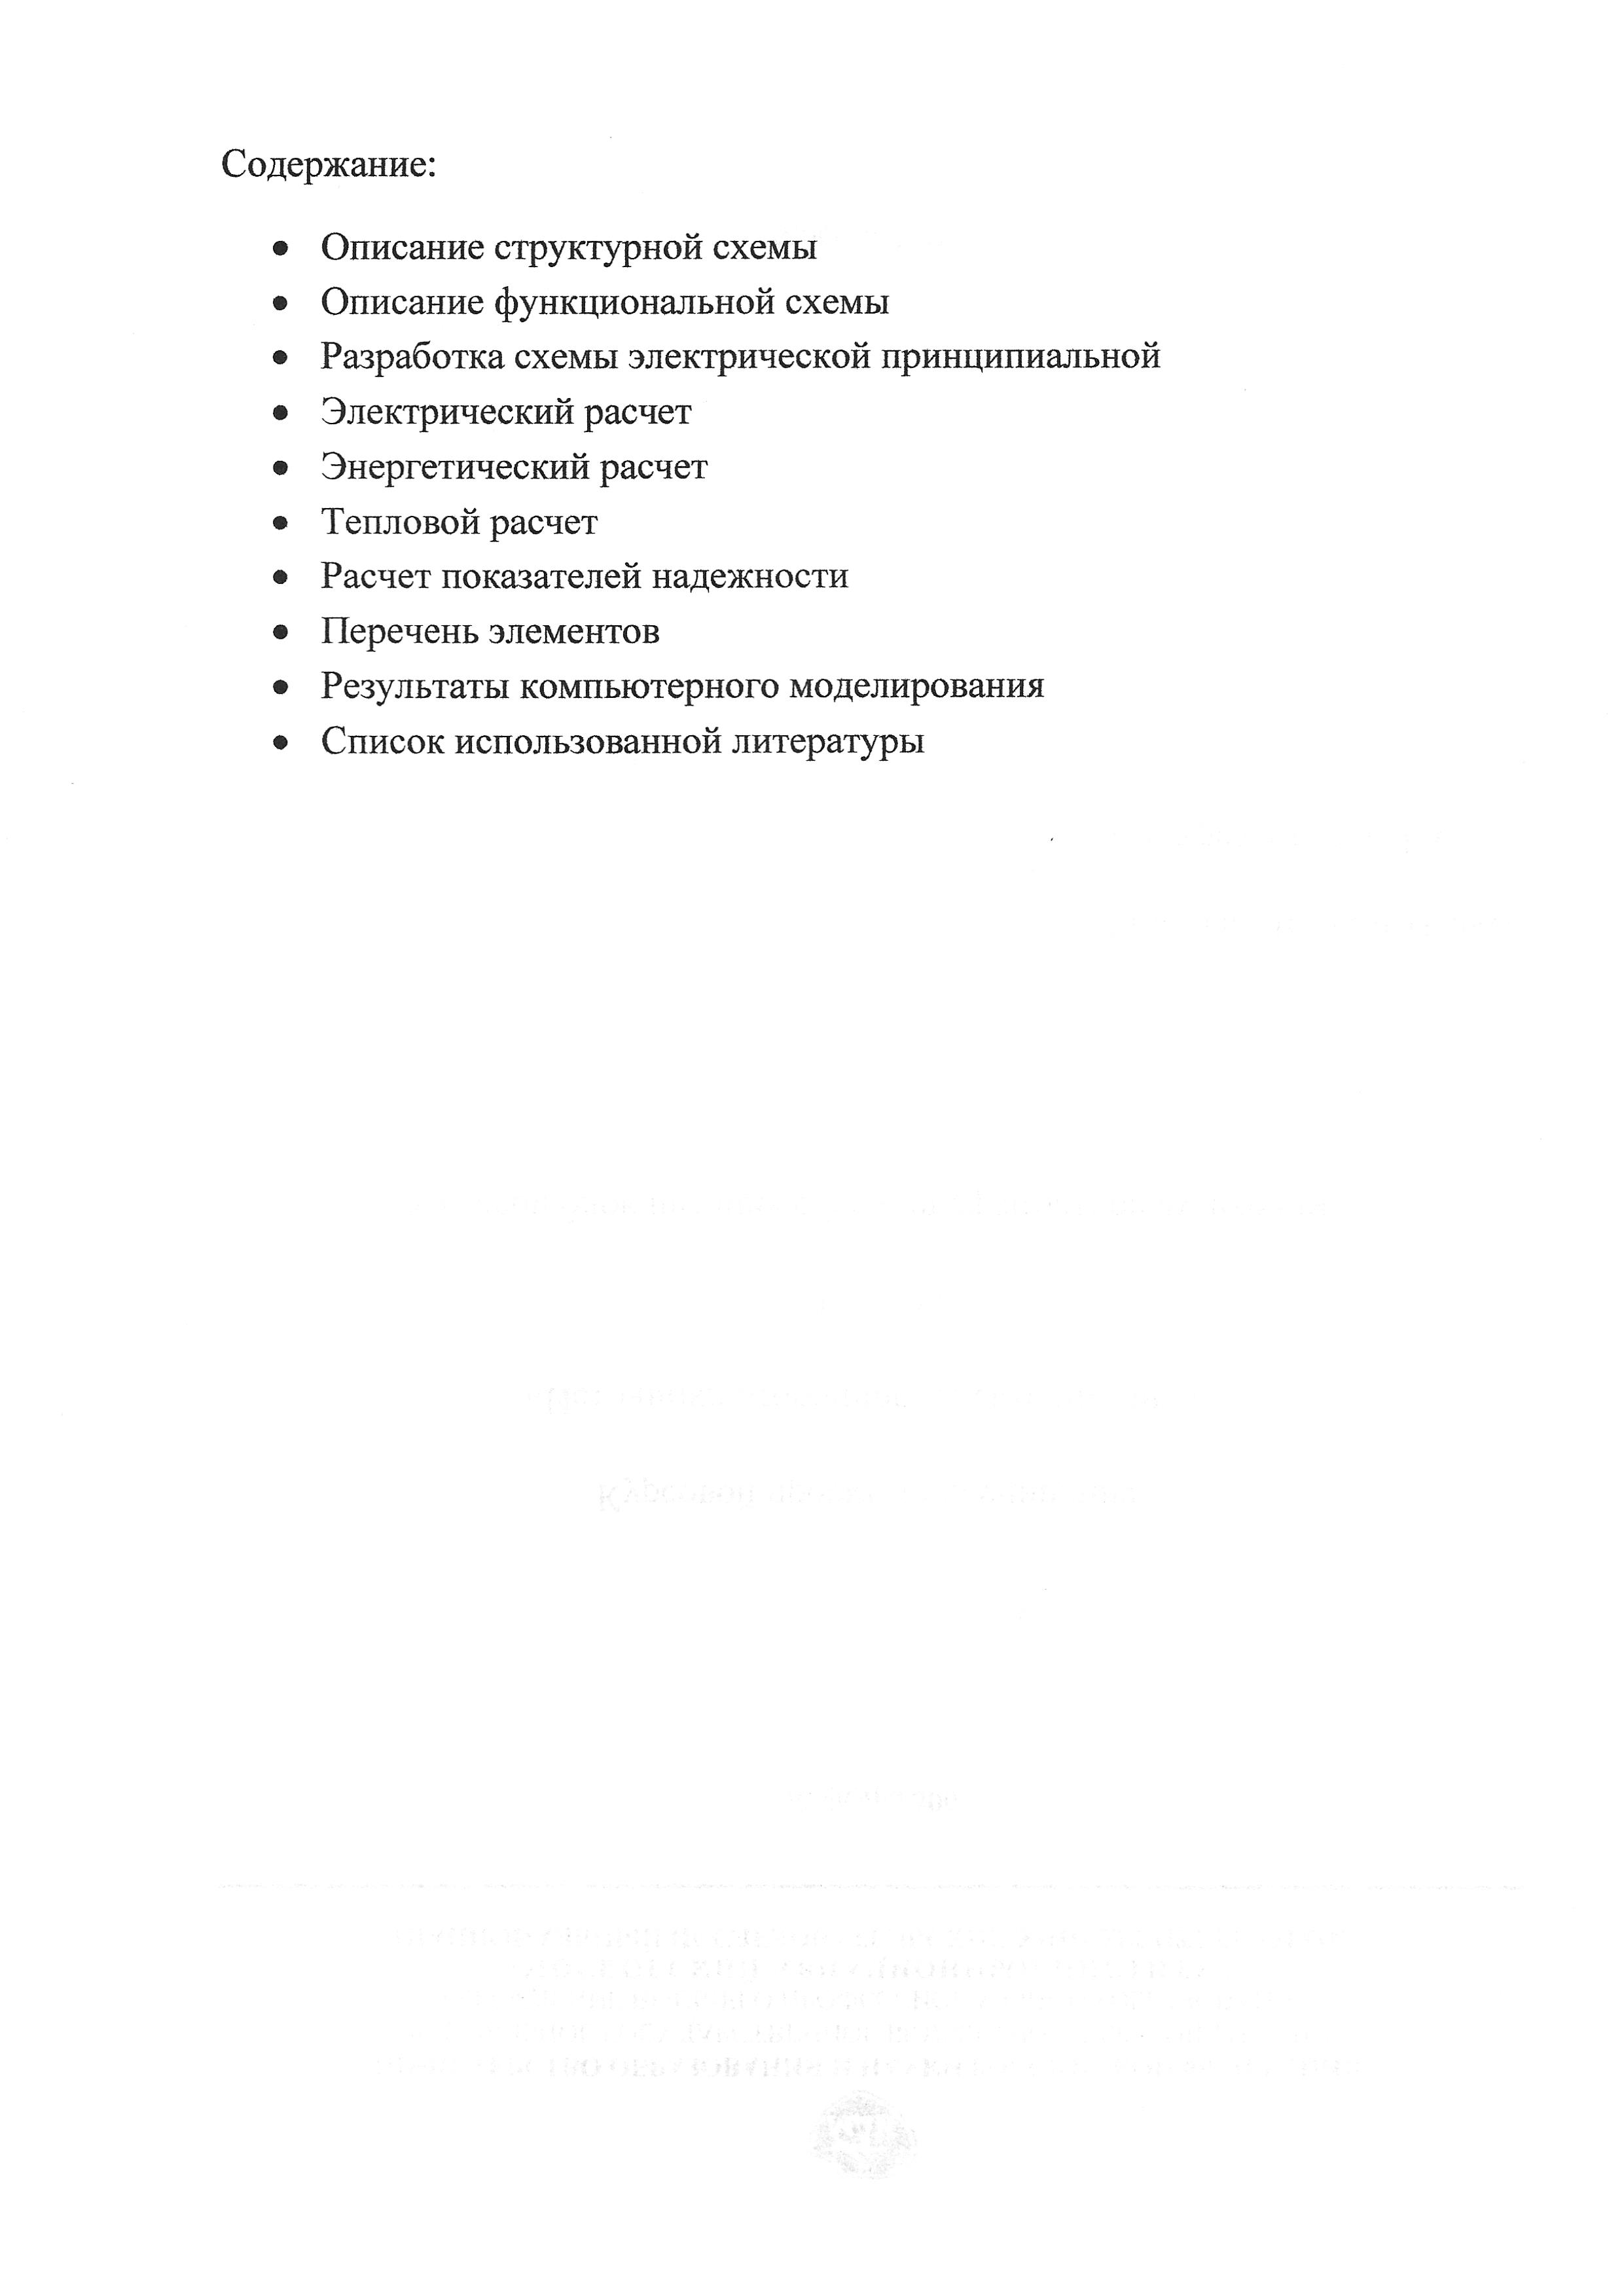 Содержание:
• Описание структурной схемы
• Описание функциональной схемы
• Разработка схемы электрической принципиальной
• Электрический расчет
• Энергетический расчет
• Тепловой расчет
• Расчет показателей надежности
• Перечень элементов
• Результаты компьютерного моделирования
• Список использованной литературы